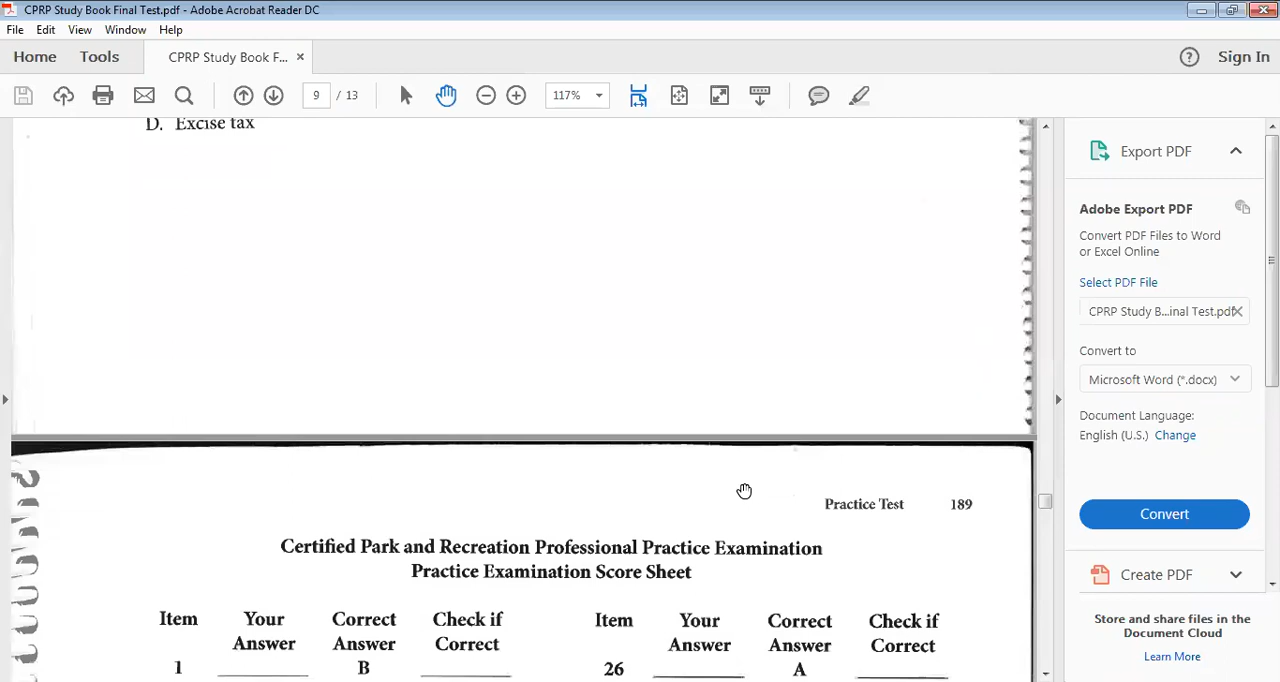 CPRP Study Book Final Test.pdf - Adobe Acrobat Reader DC
File Edit View Window Help
Home Tools CPRP Study Book F... × Sign In
9 / 13 117%
D. Excise tax
Practice Test 189
Certified Park and Recreation Professional Practice Examination
Practice Examination Score Sheet
Item Your Correct Check if Item Your Correct Check if
Answer Answer Correct Answer Answer Correct
1 B 26 A
Export PDF
Adobe Export PDF
Convert PDF Files to Word
or Excel Online
Select PDF File
CPRP Study B...inal Test.pdf
Convert to
Microsoft Word (*.docx)
Document Language:
English (U.S.) Change
Convert
Create PDF
Store and share files in the
Document Cloud
Learn More